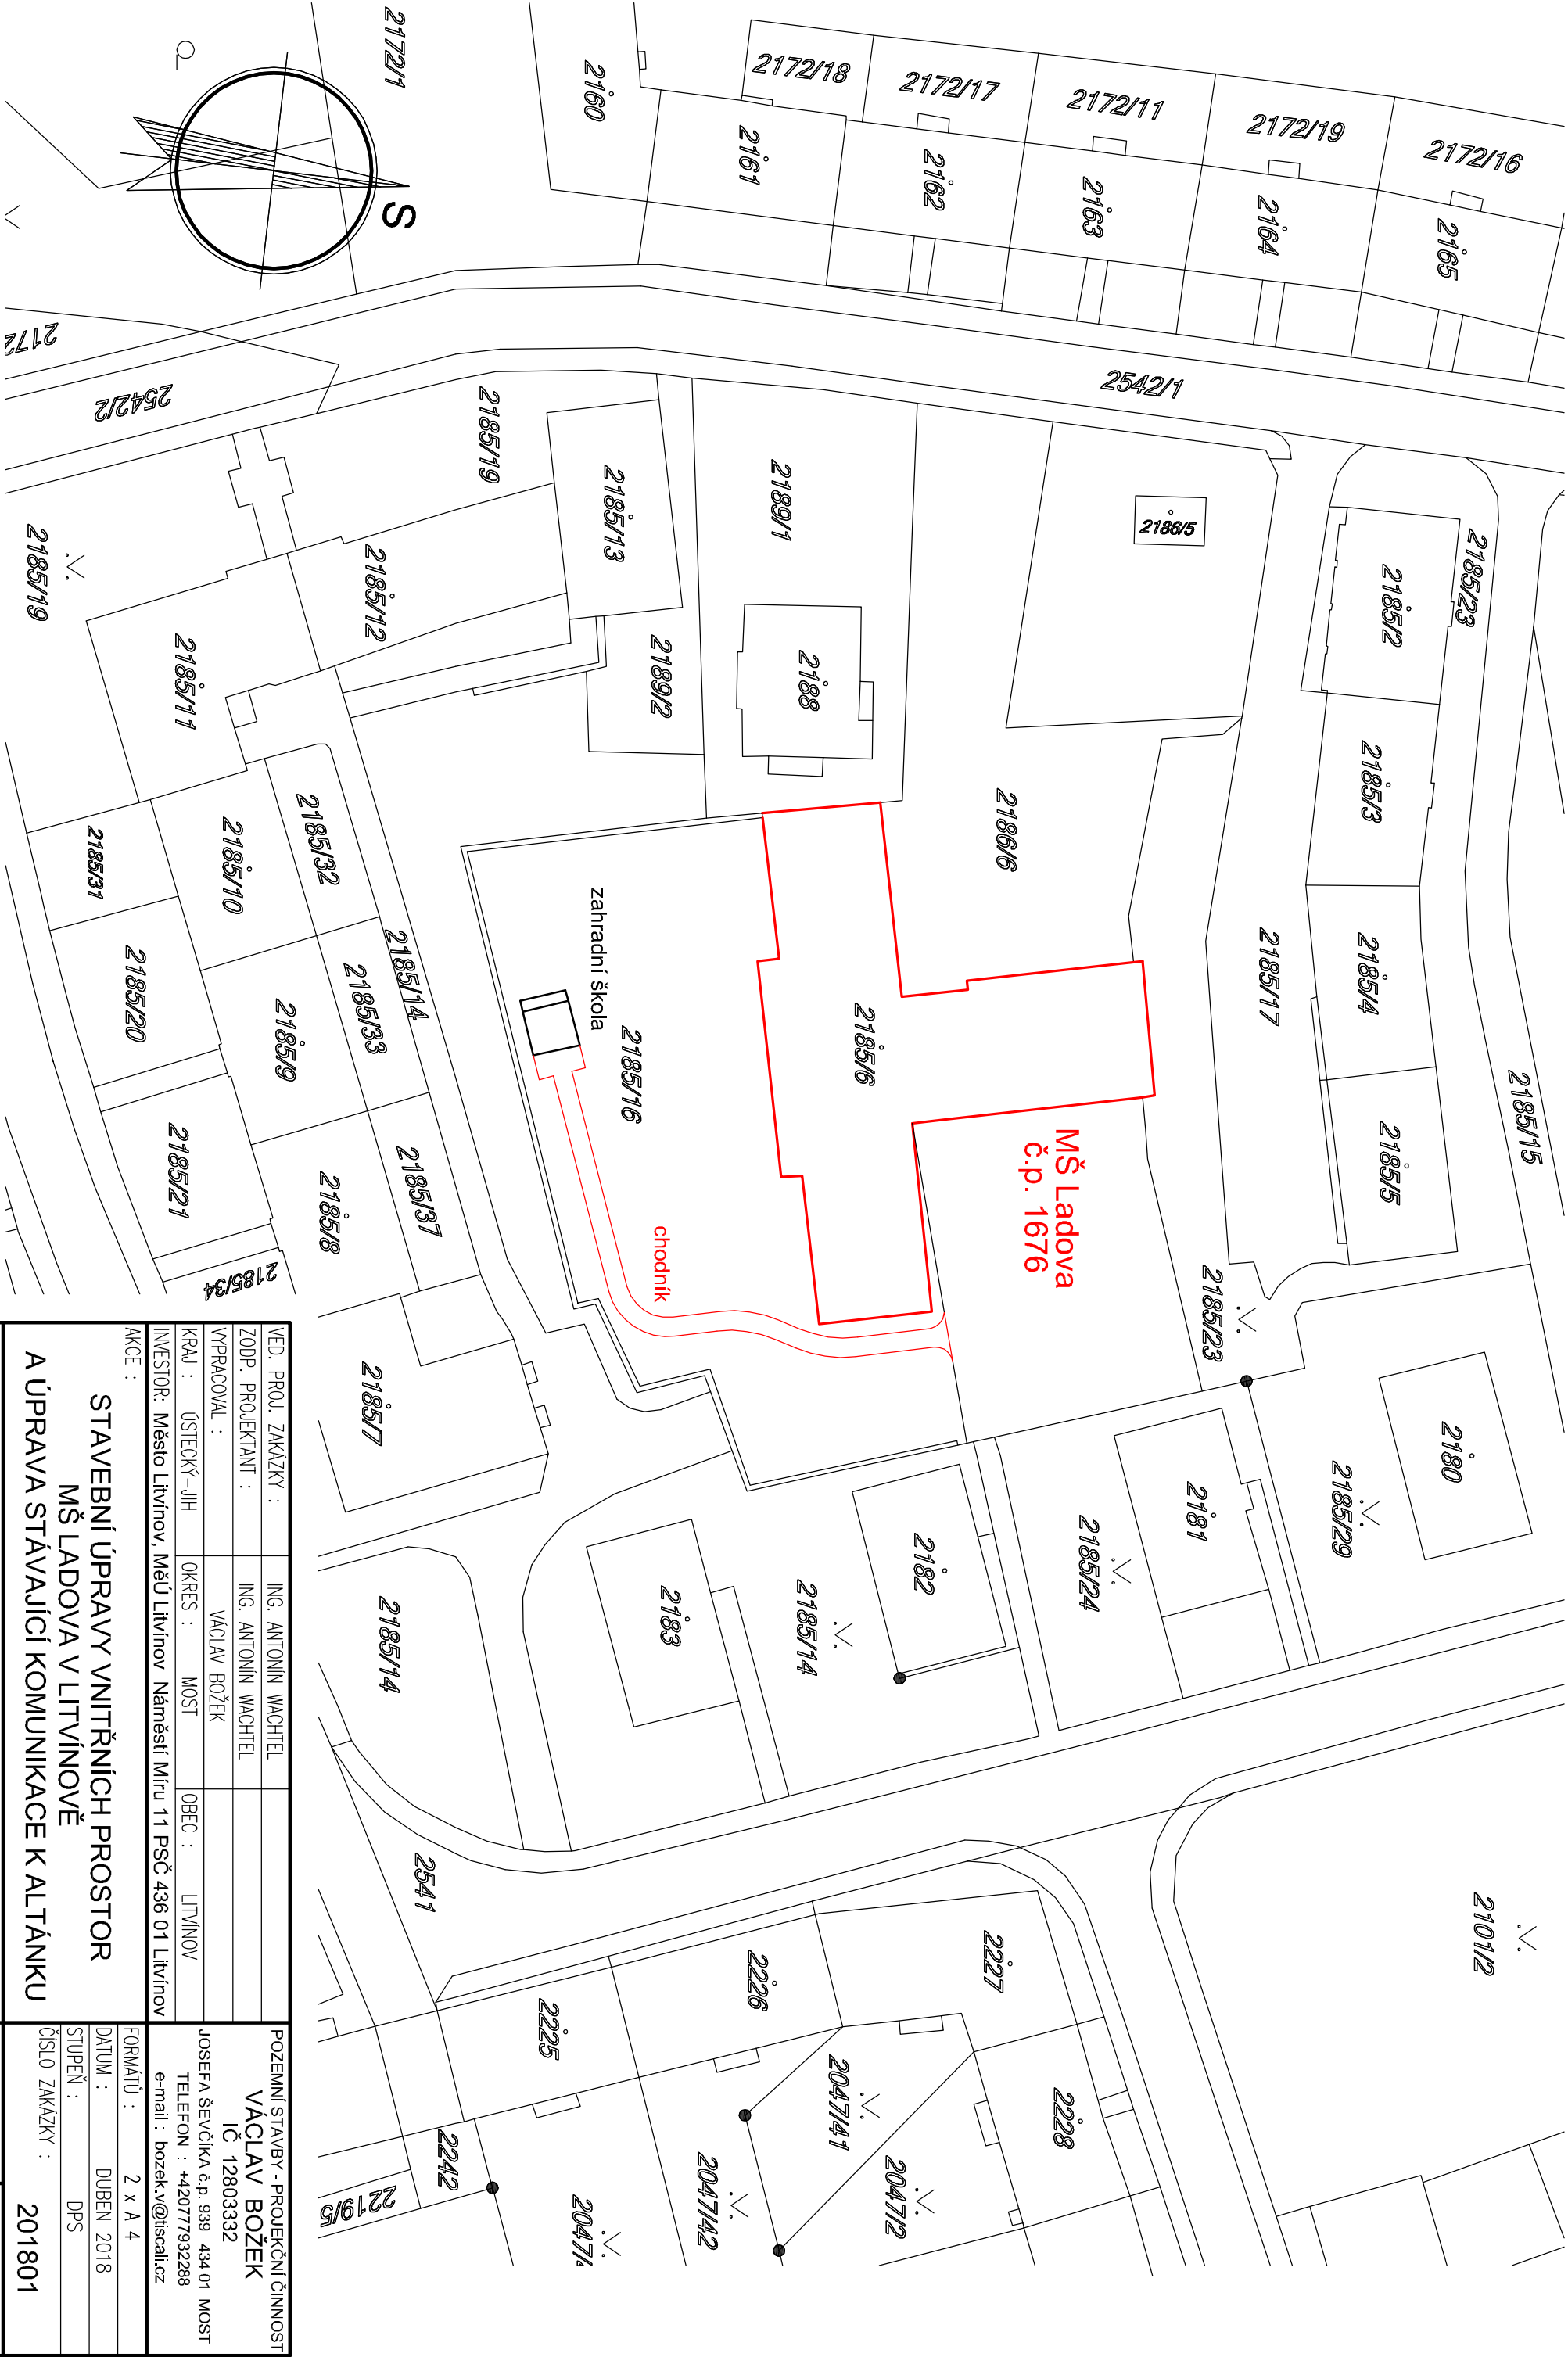 2172/1
2160
2172/18
2172/17
2172/11
2172/19
2172/16
2161
2162
2163
2164
2165
S
2172
2542/2
2542/1
2185/19
2185/19
2185/13
2189/1
2186/5
2185/23
2185/2
2185/12
2185/11
2189/2
2188
2185/3
2186/6
2185/32
2185/10
2185/31
2185/20
2185/9
2185/33
2185/14
zahradní škola
2185/16
2185/6
2185/17
2185/4
2185/5
2185/15
MŠ Ladova
č.p. 1676
chodník
2185/21
2185/8
2185/37
2185/34
2185/23
2185/7
2180
2185/29
2181
2185/24
2182
2185/14
2183
2185/14
2541
2101/2
2227
2226
2225
2228
2047/41
2047/2
2047/42
2242
2219/5
2047/
VED. PROJ. ZAKÁZKY : ING. ANTONÍN WACHTEL
ZODP. PROJEKTANT : ING. ANTONÍN WACHTEL
VYPRACOVAL : VÁCLAV BOŽEK
KRAJ : ÚSTECKÝ-JIH OKRES : MOST OBEC : LITVÍNOV
INVESTOR: Město Litvínov, MěÚ Litvínov Náměstí Míru 11 PSČ 436 01 Litvínov
AKCE :
STAVEBNÍ ÚPRAVY VNITŘNÍCH PROSTOR
MŠ LADOVA V LITVÍNOVĚ
A ÚPRAVA STÁVAJÍCÍ KOMUNIKACE K ALTÁNKU
POZEMNÍ STAVBY - PROJEKČNÍ ČINNOST
VÁCLAV BOŽEK
IČ 12803332
JOSEFA ŠEVČÍKA č.p. 939 434 01 MOST
TELEFON : +420777932288
e-mail : bozek.v@tiscali.cz
FORMÁTŮ : 2 x A 4
DATUM : DUBEN 2018
STUPEŇ : DPS
ČÍSLO ZAKÁZKY : 201801